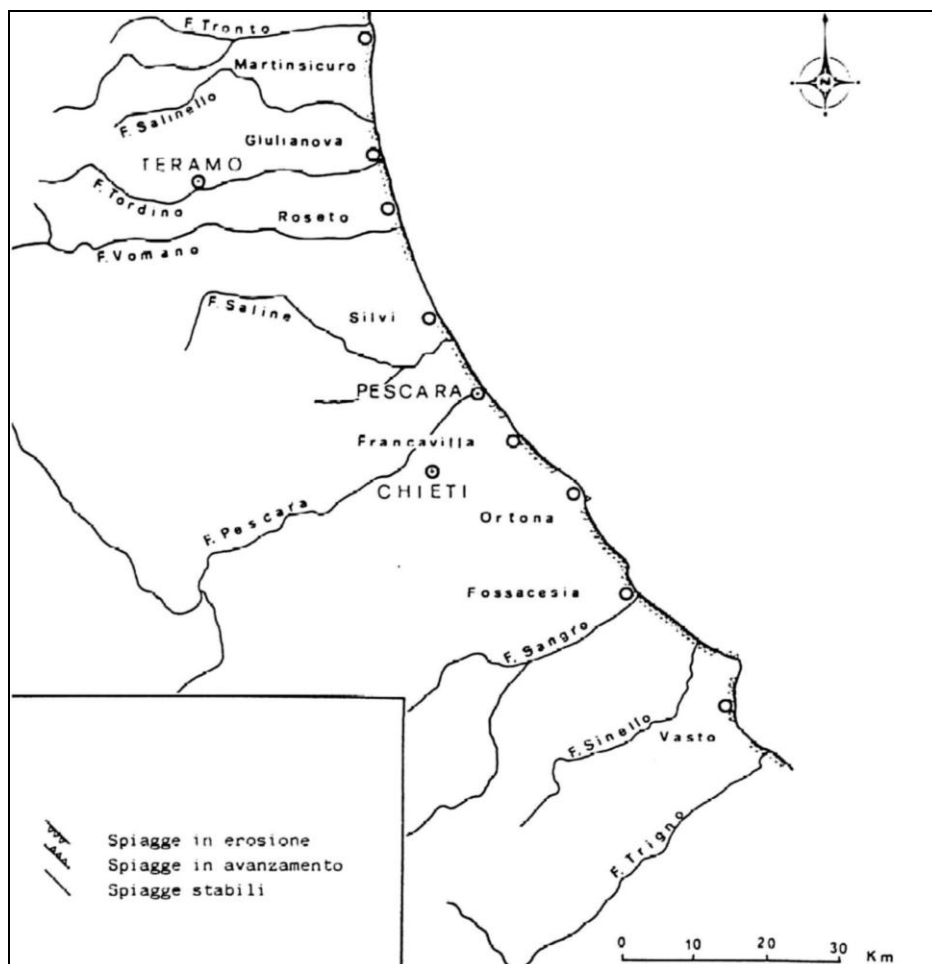 F. Tronto
Martinsicuro
F. Salinello
Giulianova
TERAMO
F. Tordino
Roseto
F. Vomano
F. Saline
Silvi
PESCARA
Francavilla
CHIETI
F. Pescara
Ortona
Fossacesia
F. Sangro
F. Sinello
Vasto
F. Trigno
Spiagge in erosione
Spiagge in avanzamento
Spiagge stabili
0 10 20 30 Km
N